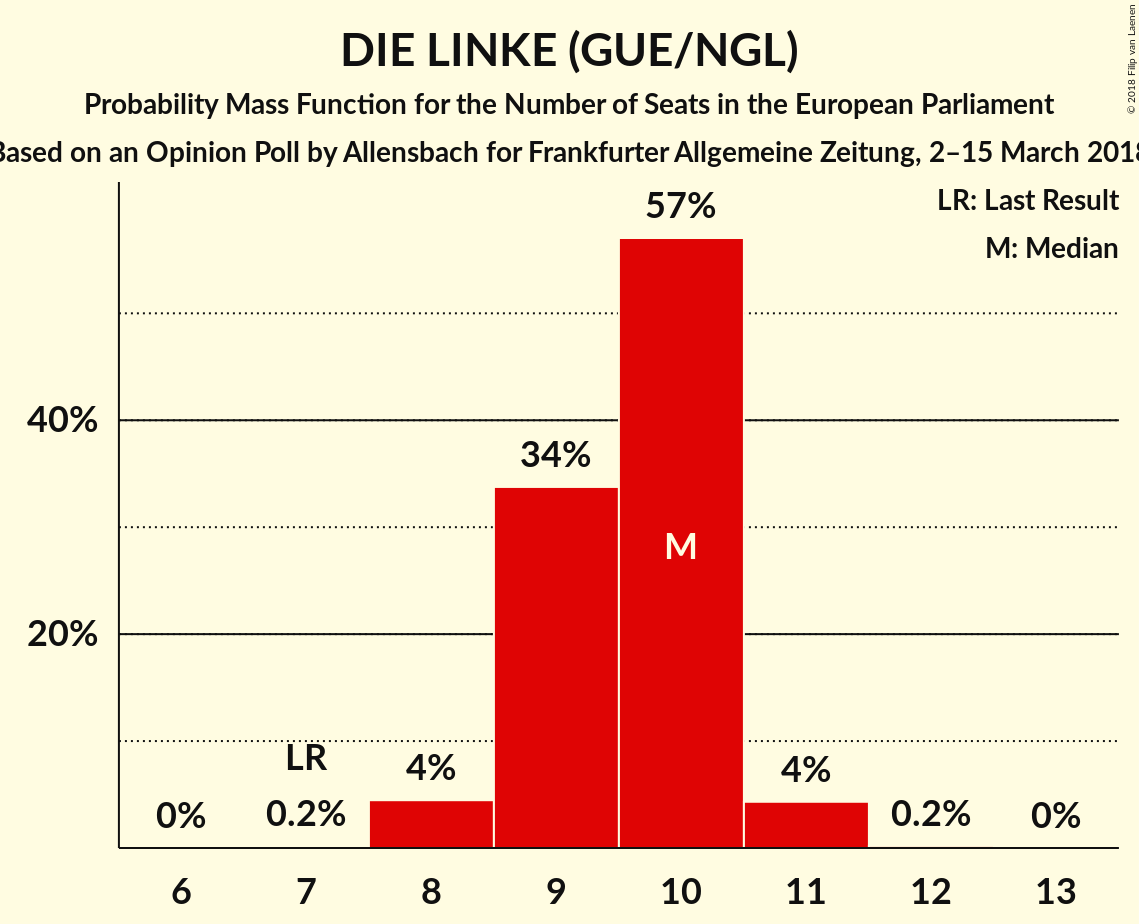 DIE LINKE (GUE/NGL)
Probability Mass Function for the Number of Seats in the European Parliament
Based on an Opinion Poll by Allensbach for Frankfurter Allgemeine Zeitung, 2–15 March 2018
© 2018 Filip van Laenen
LR: Last Result
M: Median
57%
40%
34%
M
20%
LR
0% 0.2% 4% 4% 0.2% 0%
6 7 8 9 10 11 12 13